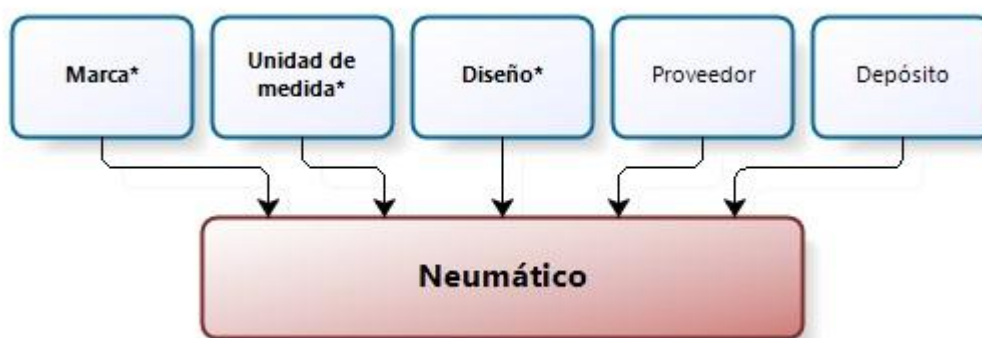 Marca*
Unidad de
medida*
Diseño*
Proveedor
Depósito
Neumático